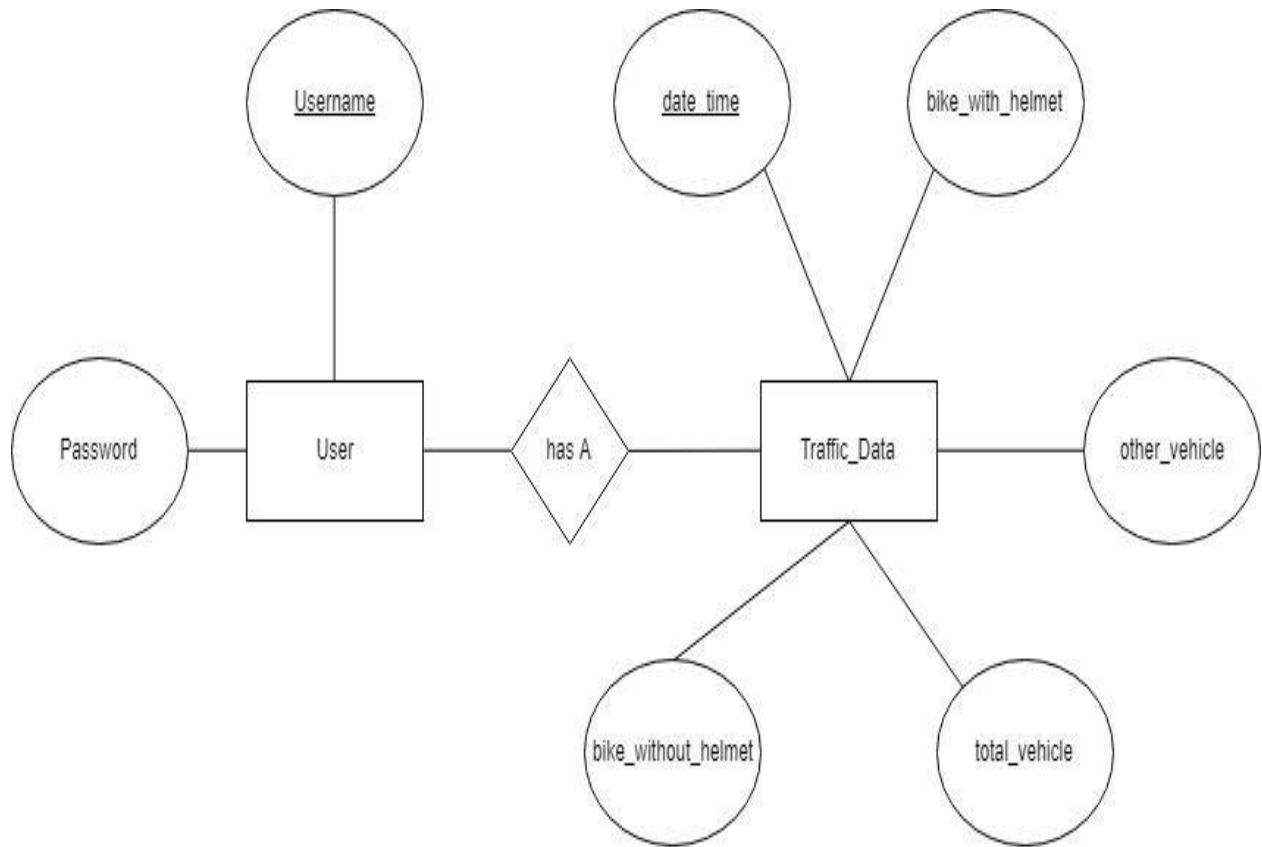 Username
date_time
bike_with_helmet
Password
User
has A
Traffic_Data
other_vehicle
bike_without_helmet
total_vehicle